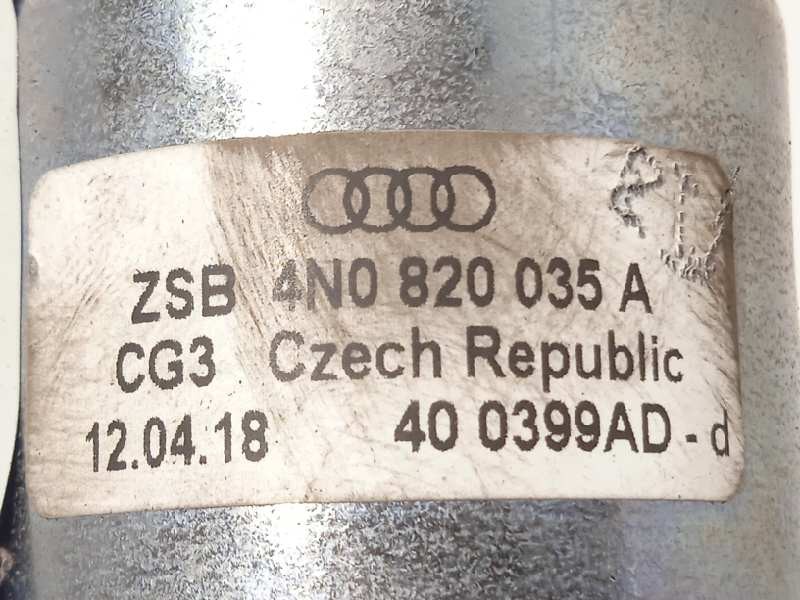 ZSB 4N0 820 035 A
CG3 Czech Republic
12.04.18 40 0399AD - d